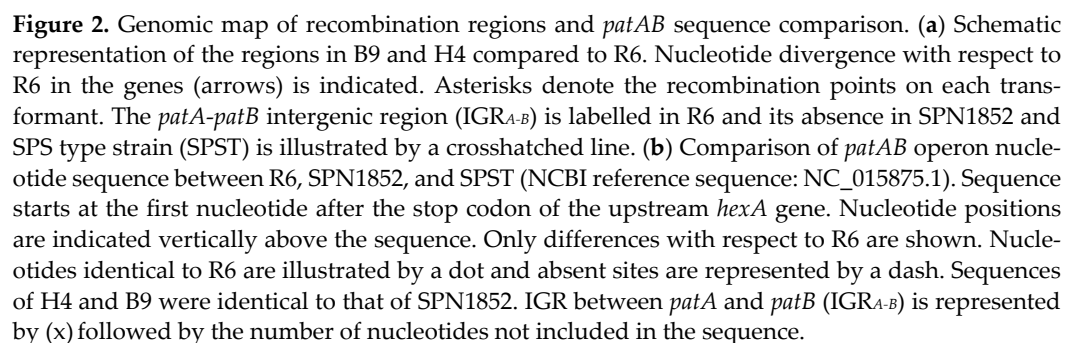 Figure 2. Genomic map of recombination regions and patAB sequence comparison. (a) Schematic
representation of the regions in B9 and H4 compared to R6. Nucleotide divergence with respect to
R6 in the genes (arrows) is indicated. Asterisks denote the recombination points on each trans-
formant. The patA-patB intergenic region (IGRA-B) is labelled in R6 and its absence in SPN1852 and
SPS type strain (SPST) is illustrated by a crosshatched line. (b) Comparison of patAB operon nucle-
otide sequence between R6, SPN1852, and SPST (NCBI reference sequence: NC_015875.1). Sequence
starts at the first nucleotide after the stop codon of the upstream hexA gene. Nucleotide positions
are indicated vertically above the sequence. Only differences with respect to R6 are shown. Nucle-
otides identical to R6 are illustrated by a dot and absent sites are represented by a dash. Sequences
of H4 and B9 were identical to that of SPN1852. IGR between patA and patB (IGRA-B) is represented
by (x) followed by the number of nucleotides not included in the sequence.